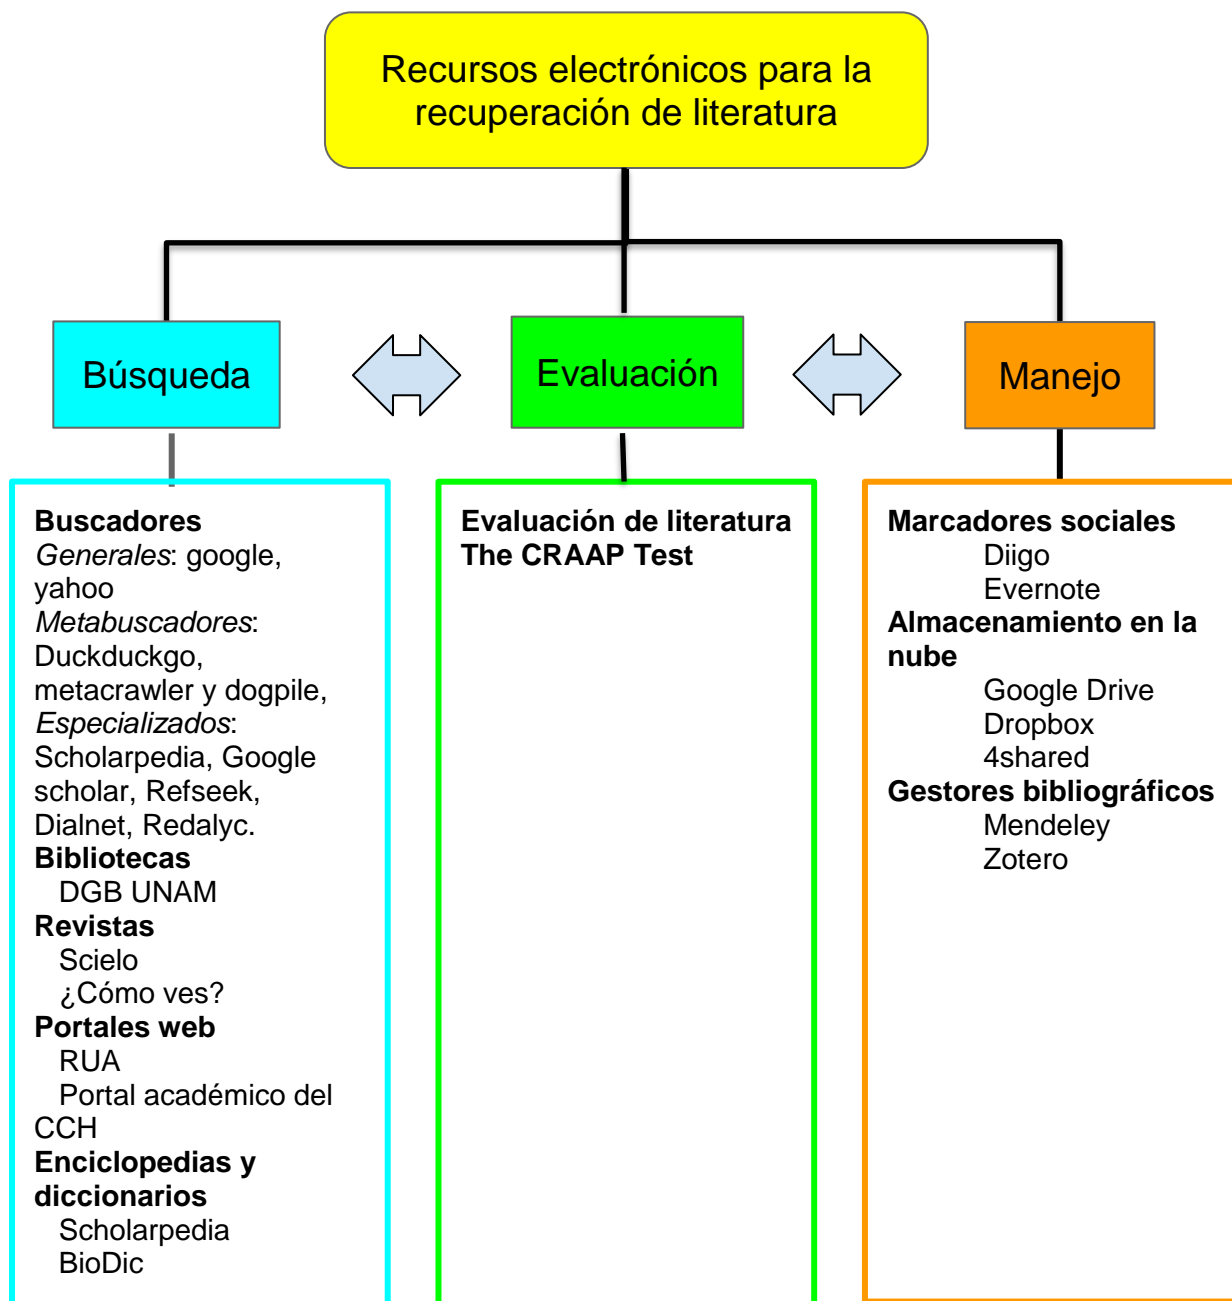 Recursos electrónicos para la
recuperación de literatura
Búsqueda
Evaluación
Manejo
Buscadores
Generales: google,
yahoo
Metabuscadores:
Duckduckgo,
metacrawler y dogpile,
Especializados:
Scholarpedia, Google
scholar, Refseek,
Dialnet, Redalyc.
Bibliotecas
DGB UNAM
Revistas
Scielo
¿Cómo ves?
Portales web
RUA
Portal académico del
CCH
Enciclopedias y
diccionarios
Scholarpedia
BioDic
Evaluación de literatura
The CRAAP Test
Marcadores sociales
Diigo
Evernote
Almacenamiento en la
nube
Google Drive
Dropbox
4shared
Gestores bibliográficos
Mendeley
Zotero